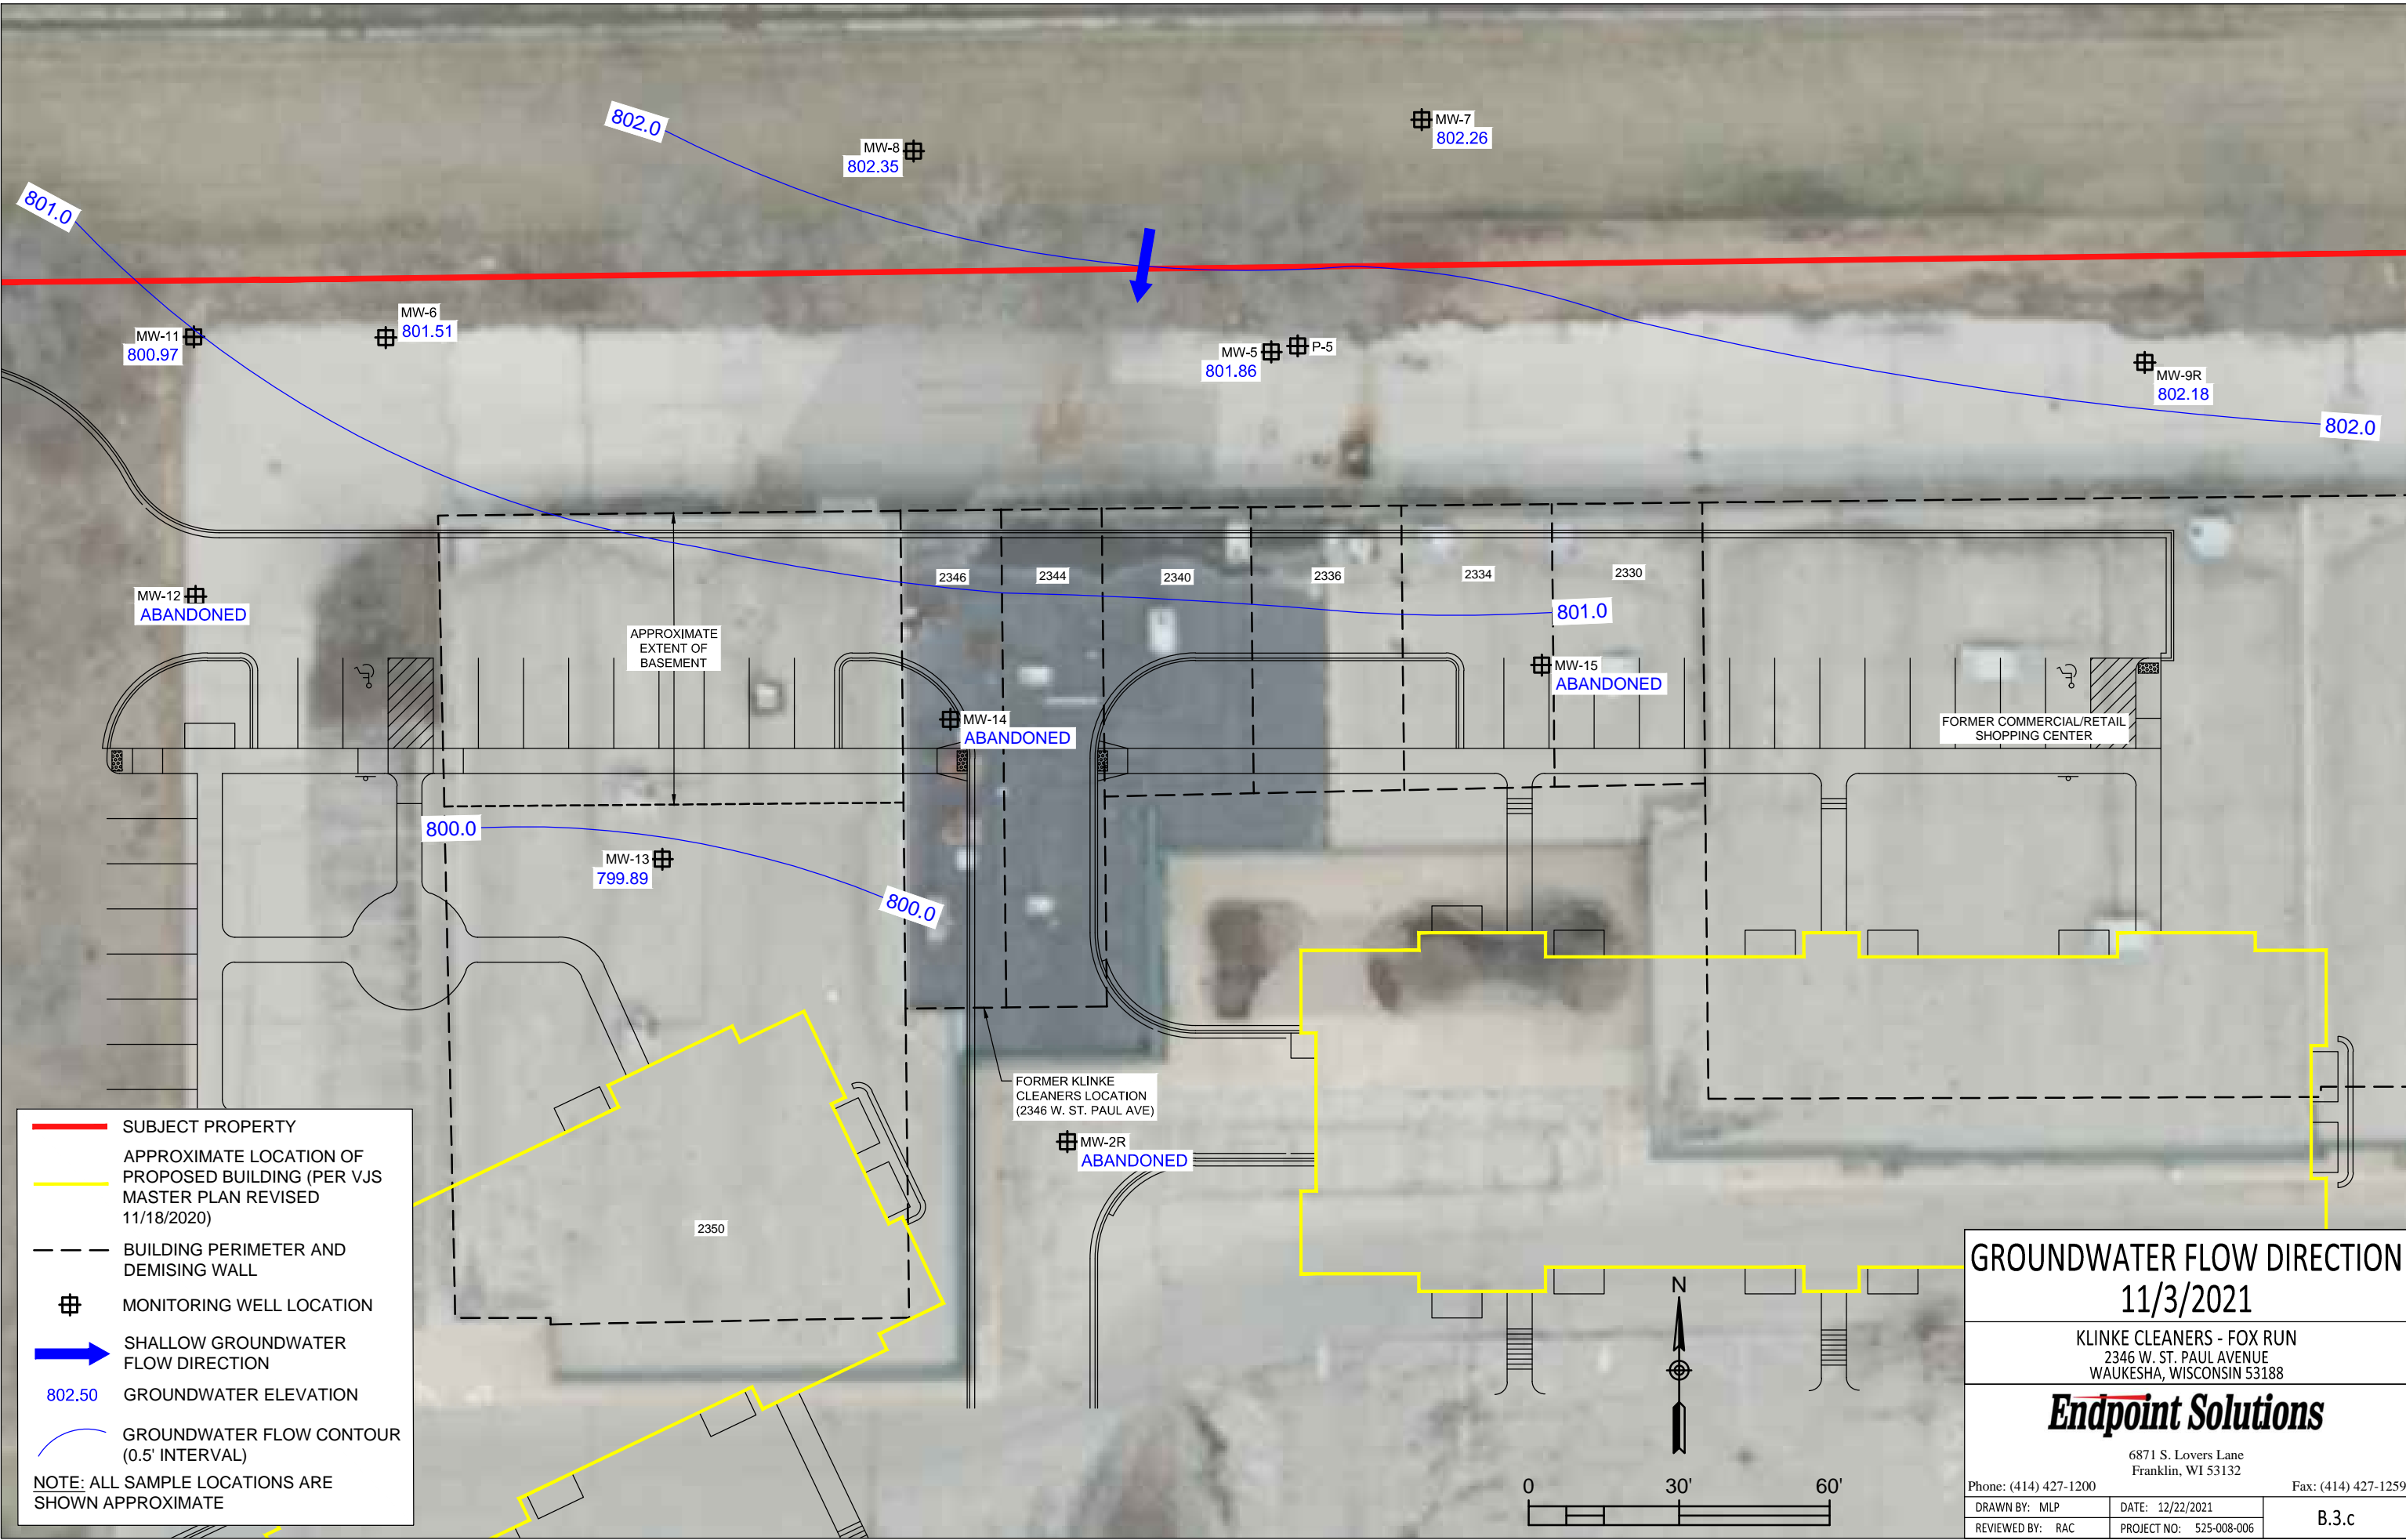 802.0
MW-7
802.26
MW-8
802.35
801.0
MW-6
801.51
MW-11
800.97
MW-5
801.86
P-5
MW-9R
802.18
802.0
2346
2344
2340
2336
2334
2330
MW-12
ABANDONED
801.0
APPROXIMATE
EXTENT OF
BASEMENT
MW-15
ABANDONED
MW-14
ABANDONED
FORMER COMMERCIAL/RETAIL
SHOPPING CENTER
800.0
MW-13
799.89
800.0
FORMER KLINKE
CLEANERS LOCATION
(2346 W. ST. PAUL AVE)
MW-2R
ABANDONED
2350
SUBJECT PROPERTY
APPROXIMATE LOCATION OF
PROPOSED BUILDING (PER VJS
MASTER PLAN REVISED
11/18/2020)
BUILDING PERIMETER AND
DEMISING WALL
MONITORING WELL LOCATION
SHALLOW GROUNDWATER
FLOW DIRECTION
802.50 GROUNDWATER ELEVATION
GROUNDWATER FLOW CONTOUR
(0.5' INTERVAL)
NOTE: ALL SAMPLE LOCATIONS ARE
SHOWN APPROXIMATE
N
0 30' 60'
GROUNDWATER FLOW DIRECTION
11/3/2021
KLINKE CLEANERS - FOX RUN
2346 W. ST. PAUL AVENUE
WAUKESHA, WISCONSIN 53188
Endpoint Solutions
6871 S. Lovers Lane
Franklin, WI 53132
Phone: (414) 427-1200 Fax: (414) 427-1259
DRAWN BY: MLP DATE: 12/22/2021
REVIEWED BY: RAC PROJECT NO: 525-008-006
B.3.c